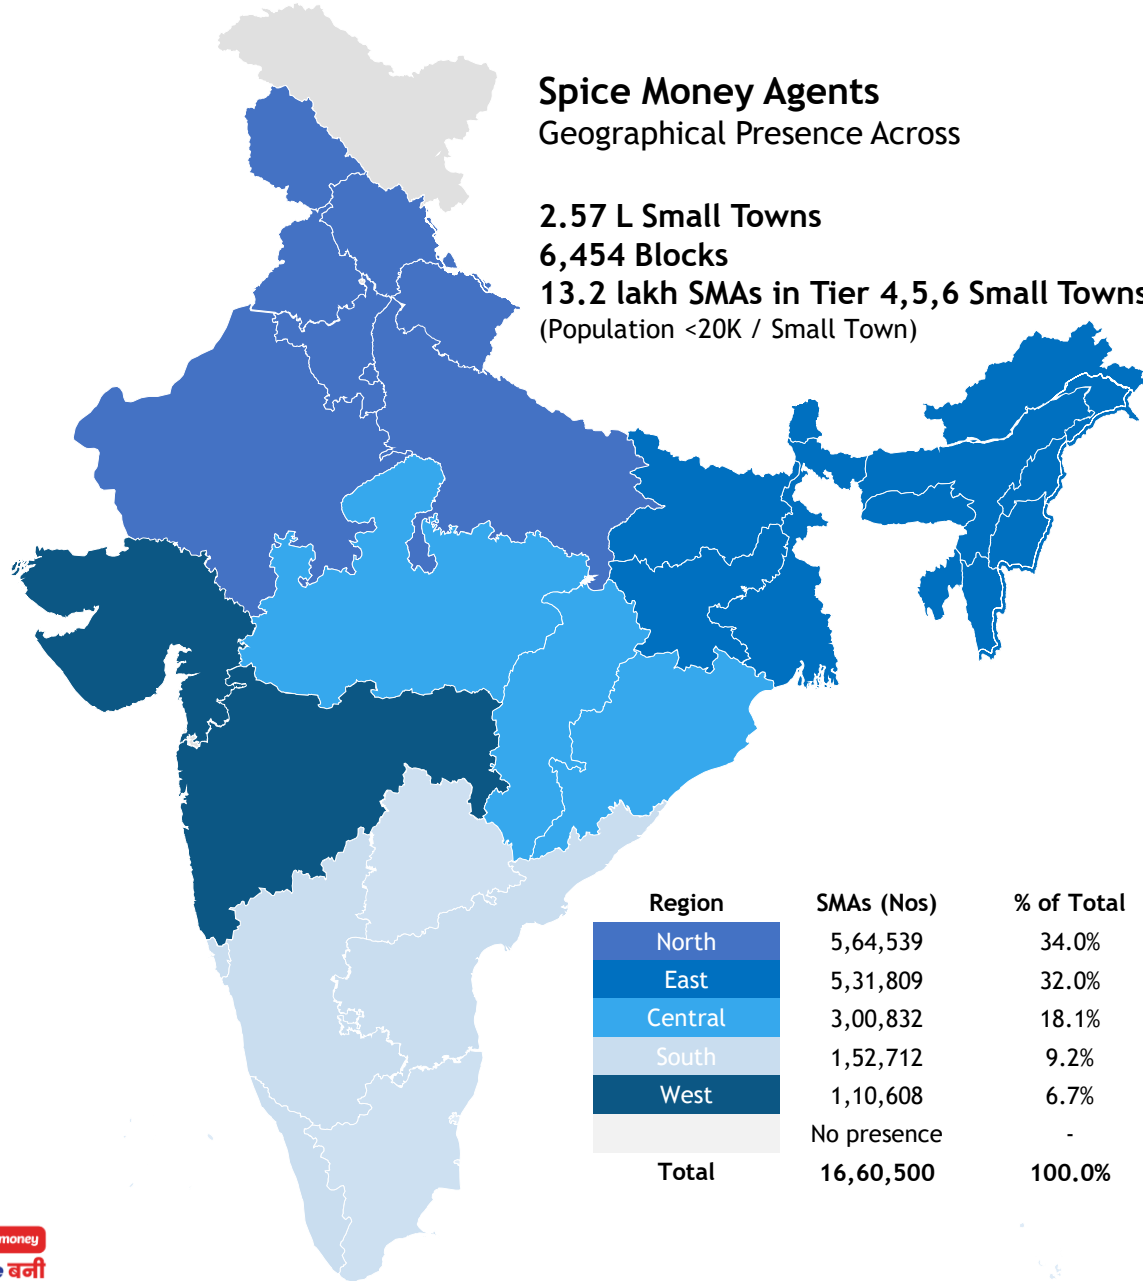 Spice Money Agents
Geographical Presence Across
2.57 L Small Towns
6,454 Blocks
13.2 lakh SMAs in Tier 4,5,6 Small Towns
(Population <20K / Small Town)
Region SMAs (Nos) % of Total
North 5,64,539 34.0%
East 5,31,809 32.0%
Central 3,00,832 18.1%
South 1,52,712 9.2%
West 1,10,608 6.7%
No presence -
Total 16,60,500 100.0%
money
बनी